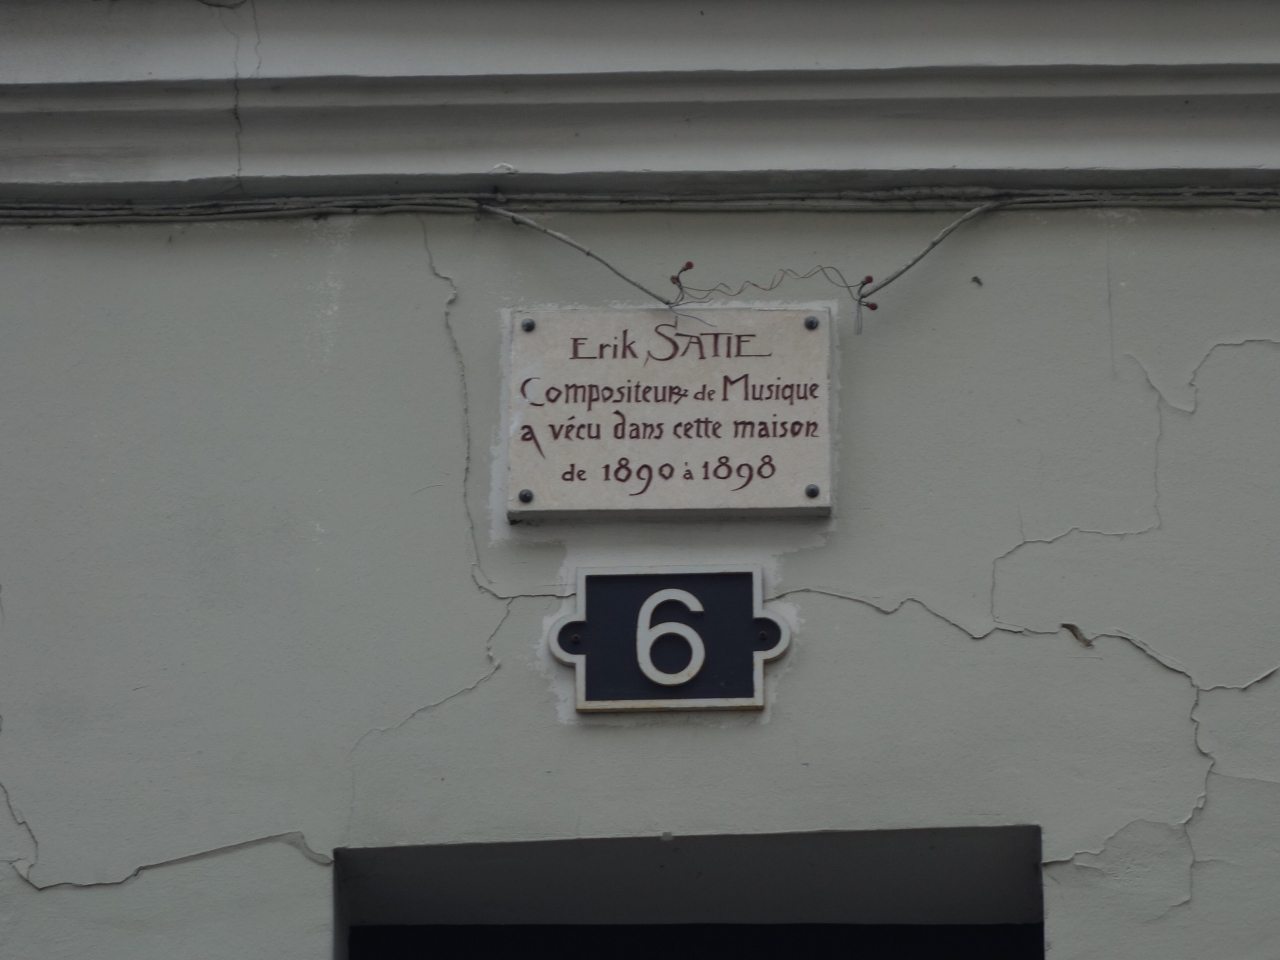 Erik SATIE
Compositeur de Musique
a vécu dans cette maison
de 1890 à 1898
6